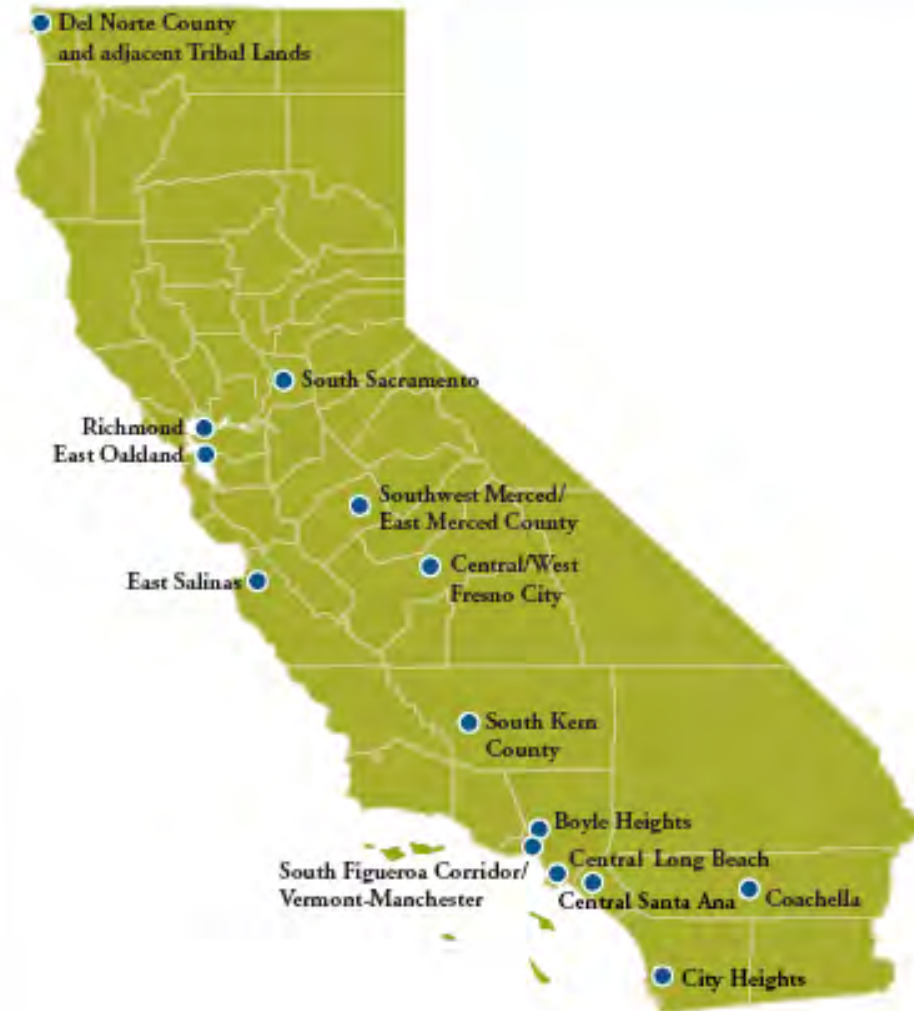 Del Norte County
and adjacent Tribal Lands
South Sacramento
Richmond
East Oakland
Southwest Merced/
East Merced County
Central/West
Fresno City
East Salinas
South Kern
County
Boyle Heights
South Figueroa Corridor/
Vermont-Manchester
Central Long Beach
Central Santa Ana
Coachella
City Heights